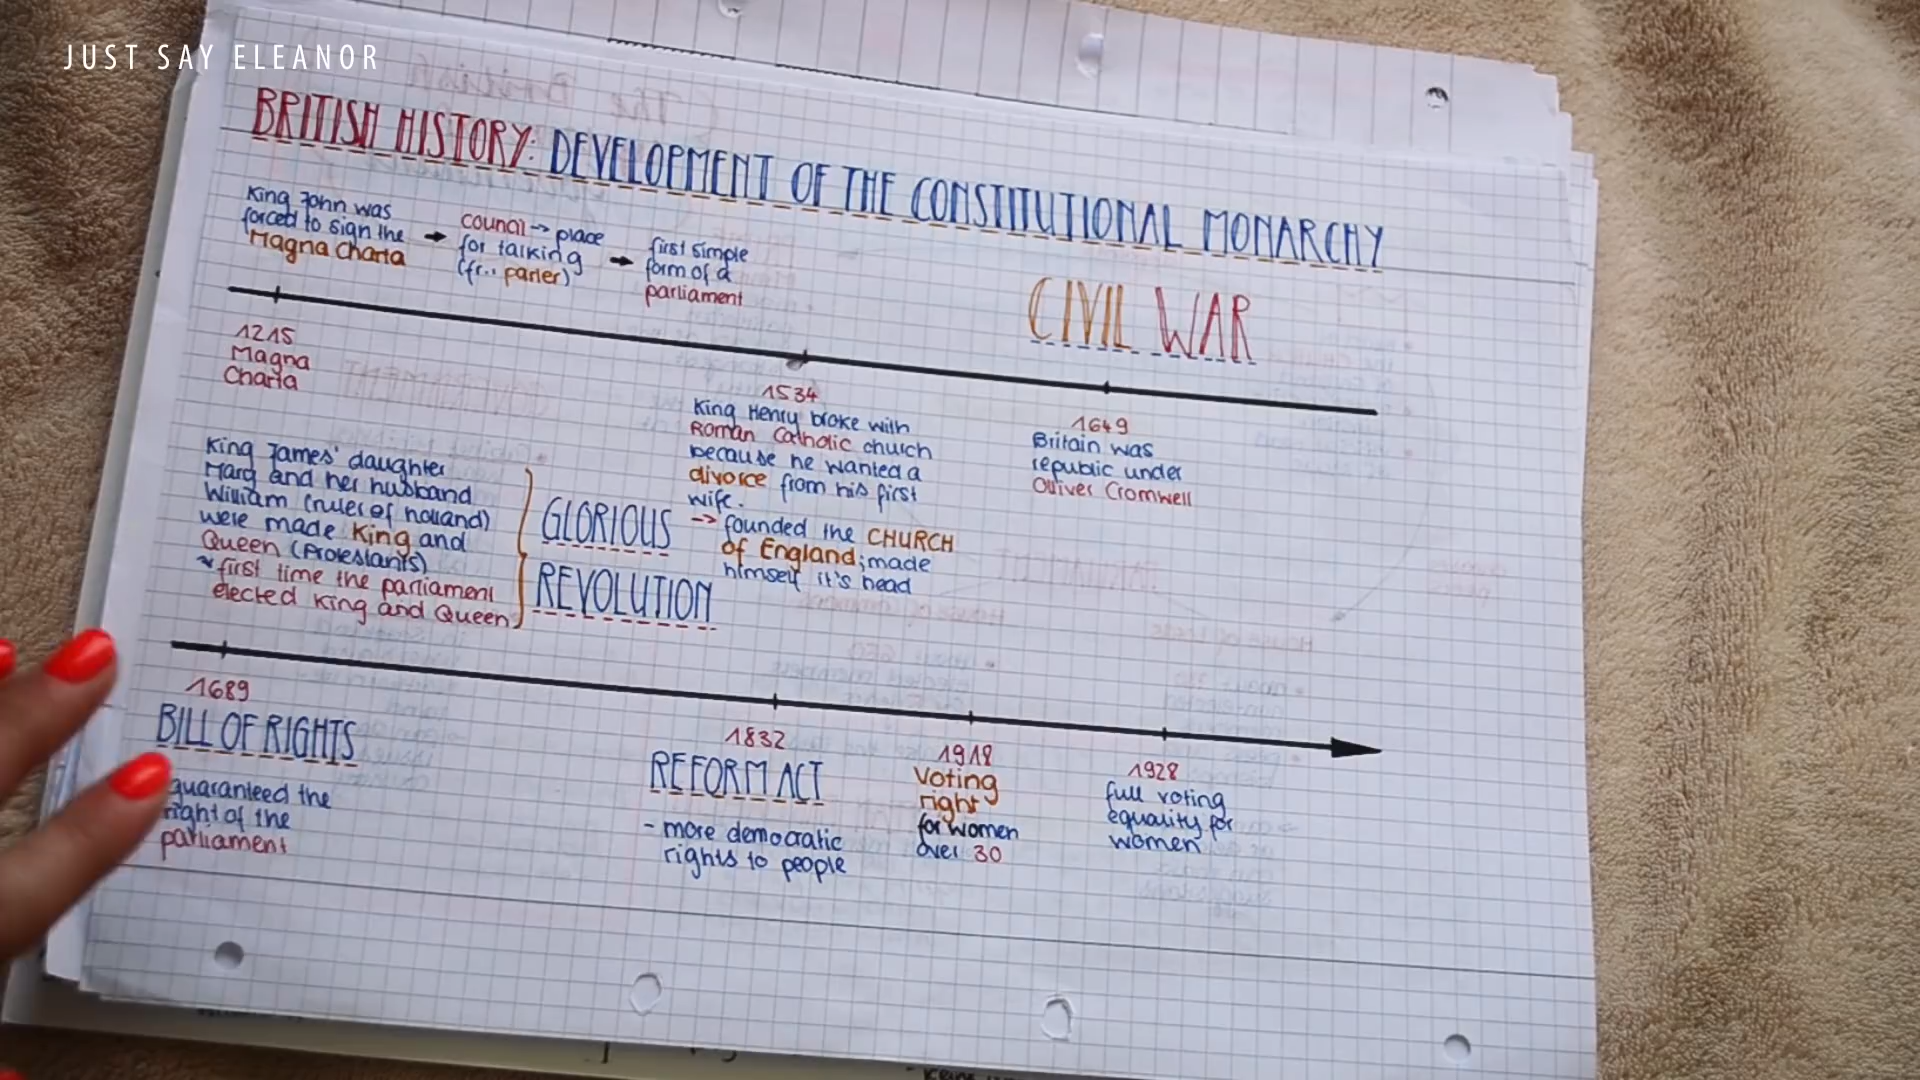 JUST SAY ELEANOR
BRITISH HISTORY: DEVELOPMENT OF THE CONSTITUTIONAL MONARCHY
King John was
forced to sign the
Magna Charta
➞ council -> place
for talking
(fr.: parler)
➞ first simple
form of a
parliament
CIVIL WAR
1215
Magna
Charta
1534
King Henry broke with
Roman Catholic church
because he wanted a
divorce from his first
wife.
-> founded the CHURCH
of England; made
himself it's head
1649
Britain was
republic under
Oliver Cromwell
King James' daughter
Mary and her husband
William (ruler of holland)
were made King and
Queen (Protestants)
first time the parliament
elected King and Queen
GLORIOUS
REVOLUTION
1689
BILL OF RIGHTS
guaranteed the
right of the
parliament
1832
REFORM ACT
- more democratic
rights to people
1918
Voting
right
for women
over 30
1928
full voting
equality for
women